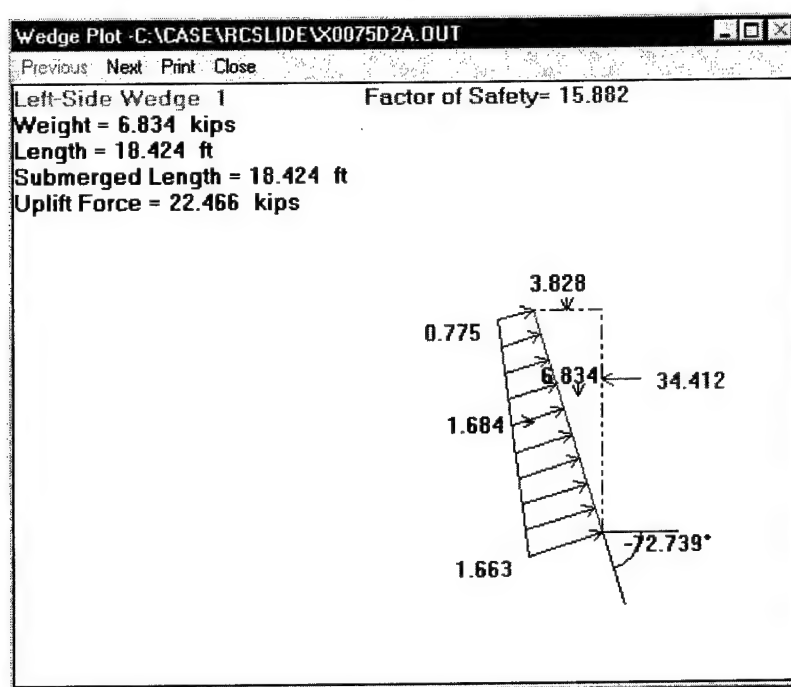 Wedge Plot -C:\CASE\RCSLIDE\X0075D2A.OUT
Previous Next Print Close
Left-Side Wedge 1 Factor of Safety= 15.882
Weight = 6.834 kips
Length = 18.424 ft
Submerged Length = 18.424 ft
Uplift Force = 22.466 kips
3.828
0.775
6.834 34.412
1.684
-72.739°
1.663